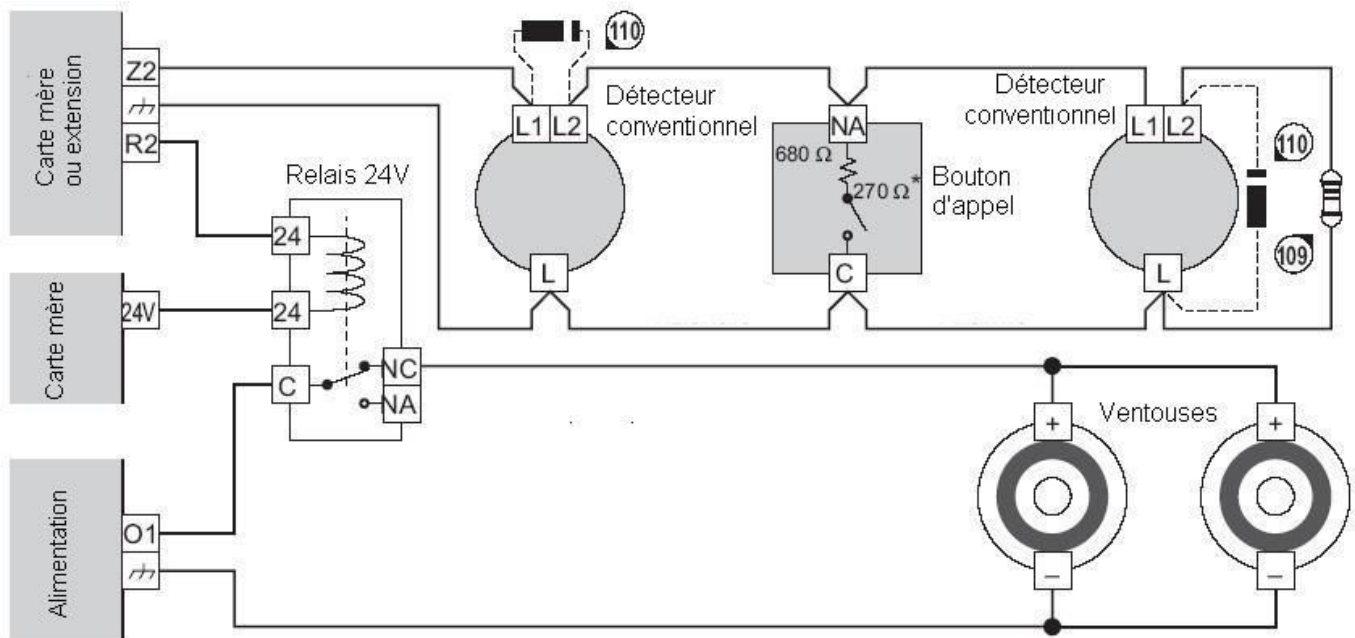 Carte mère
ou extension
Z2
R2
110
L1 L2
Détecteur
conventionnel
L
NA
680 Ω
270 Ω*
C
Bouton
d'appel
Détecteur
conventionnel
L1 L2
L
110
109
Relais 24V
24
24
C
NC
NA
Carte mère
24V
Ventouses
+
+
–
–
Alimentation
O1